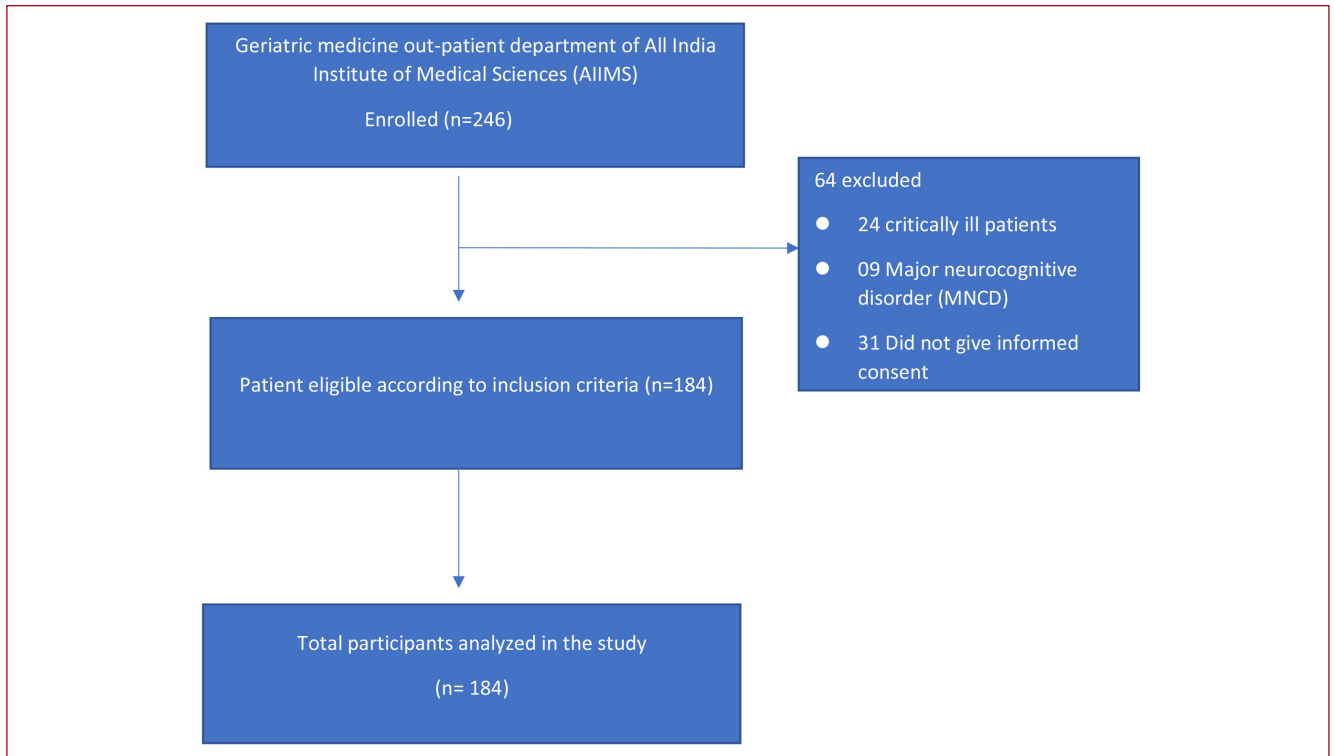 Geriatric medicine out-patient department of All India
Institute of Medical Sciences (AIIMS)
Enrolled (n=246)
64 excluded
● 24 critically ill patients
● 09 Major neurocognitive
disorder (MNCD)
● 31 Did not give informed
consent
Patient eligible according to inclusion criteria (n=184)
Total participants analyzed in the study
(n= 184)